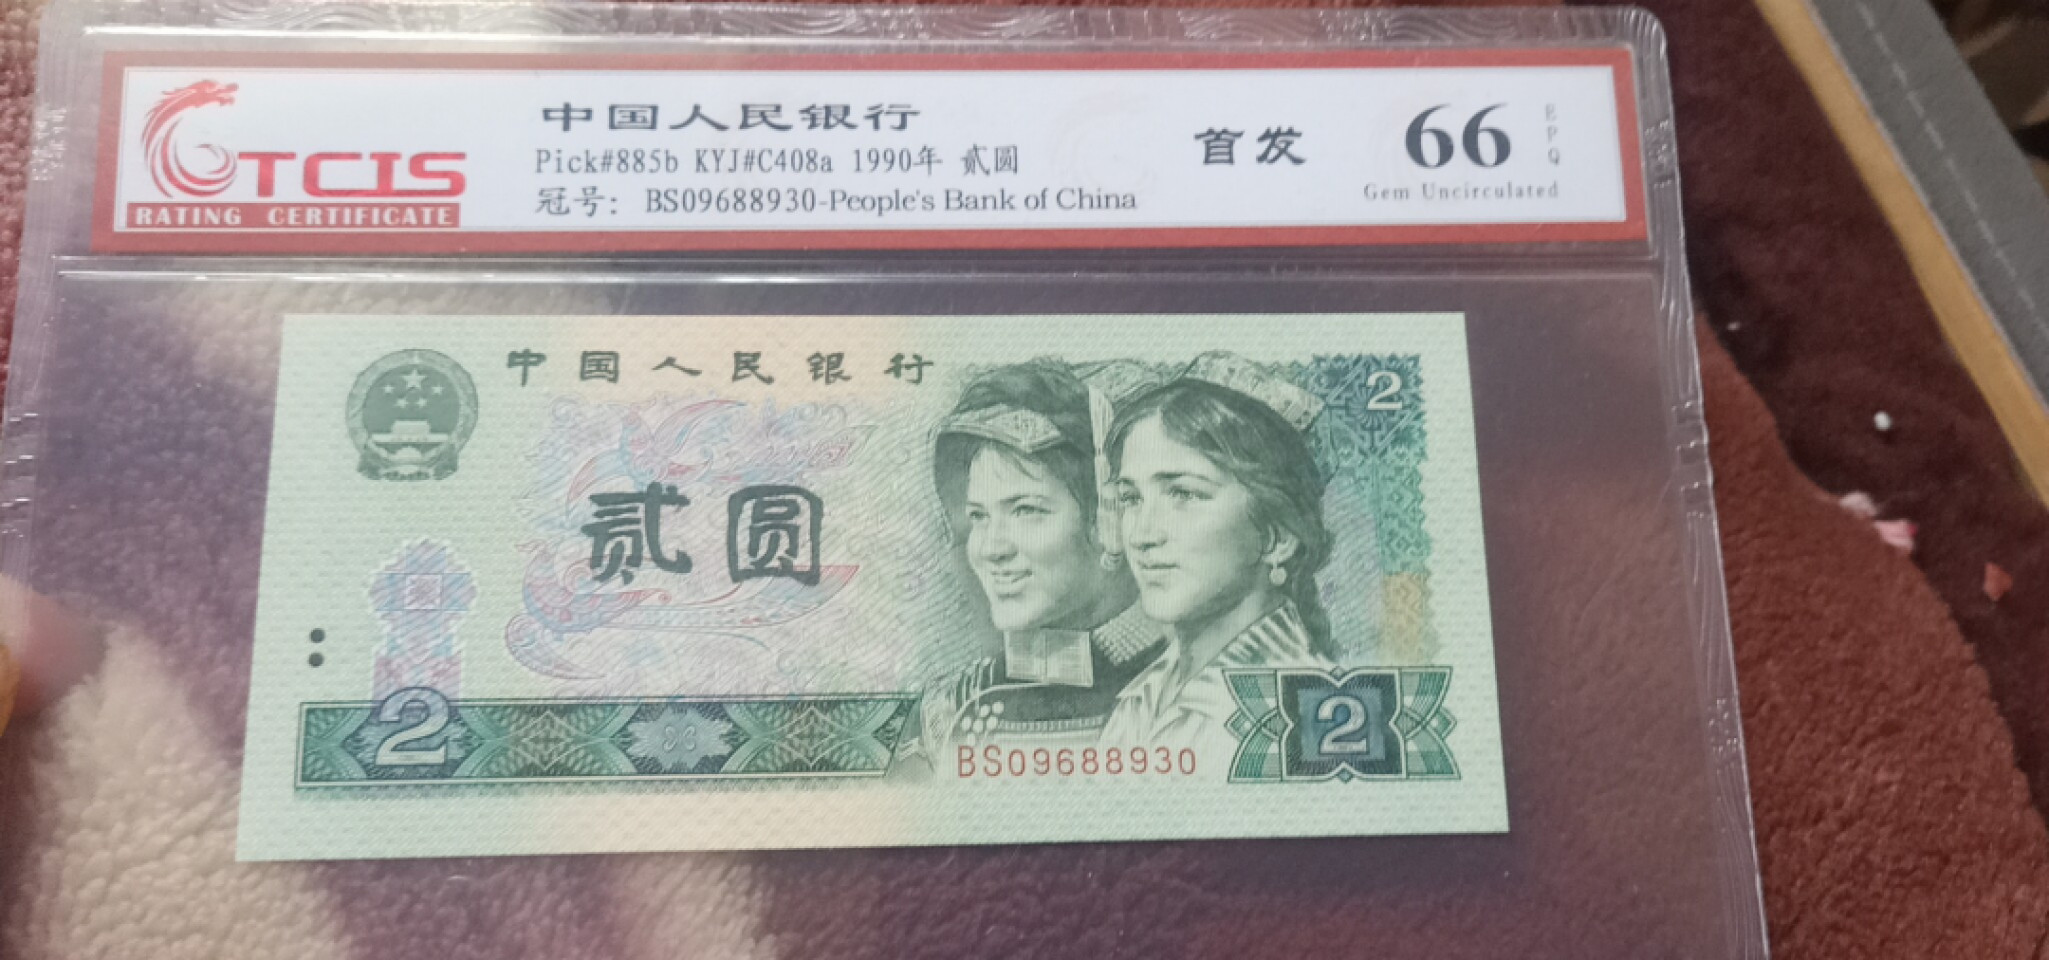 TCIS
RATING CERTIFICATE
中国人民银行
Pick#885b KYJ#C408a 1990年 贰圆
冠号: BS09688930-People's Bank of China
首发
66
EPQ
Gem Uncirculated
中国人民银行
2
贰圆
2
BS09688930
2